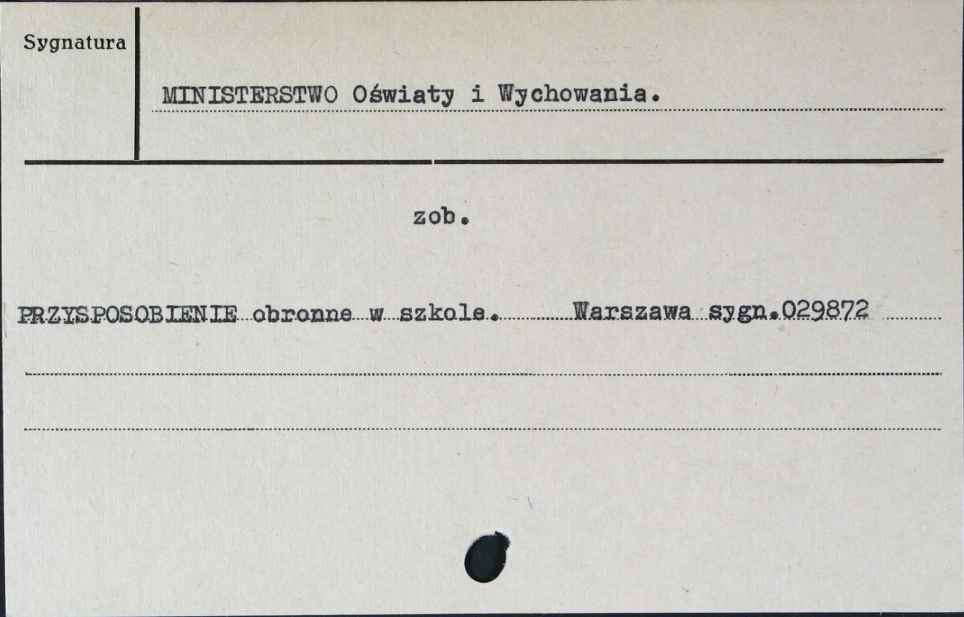 Sygnatura
MINISTERSTWO Oświaty i Wychowania.
zob.
PRZYSPOSOBIENIE obronne w szkole. Warszawa sygn.029872